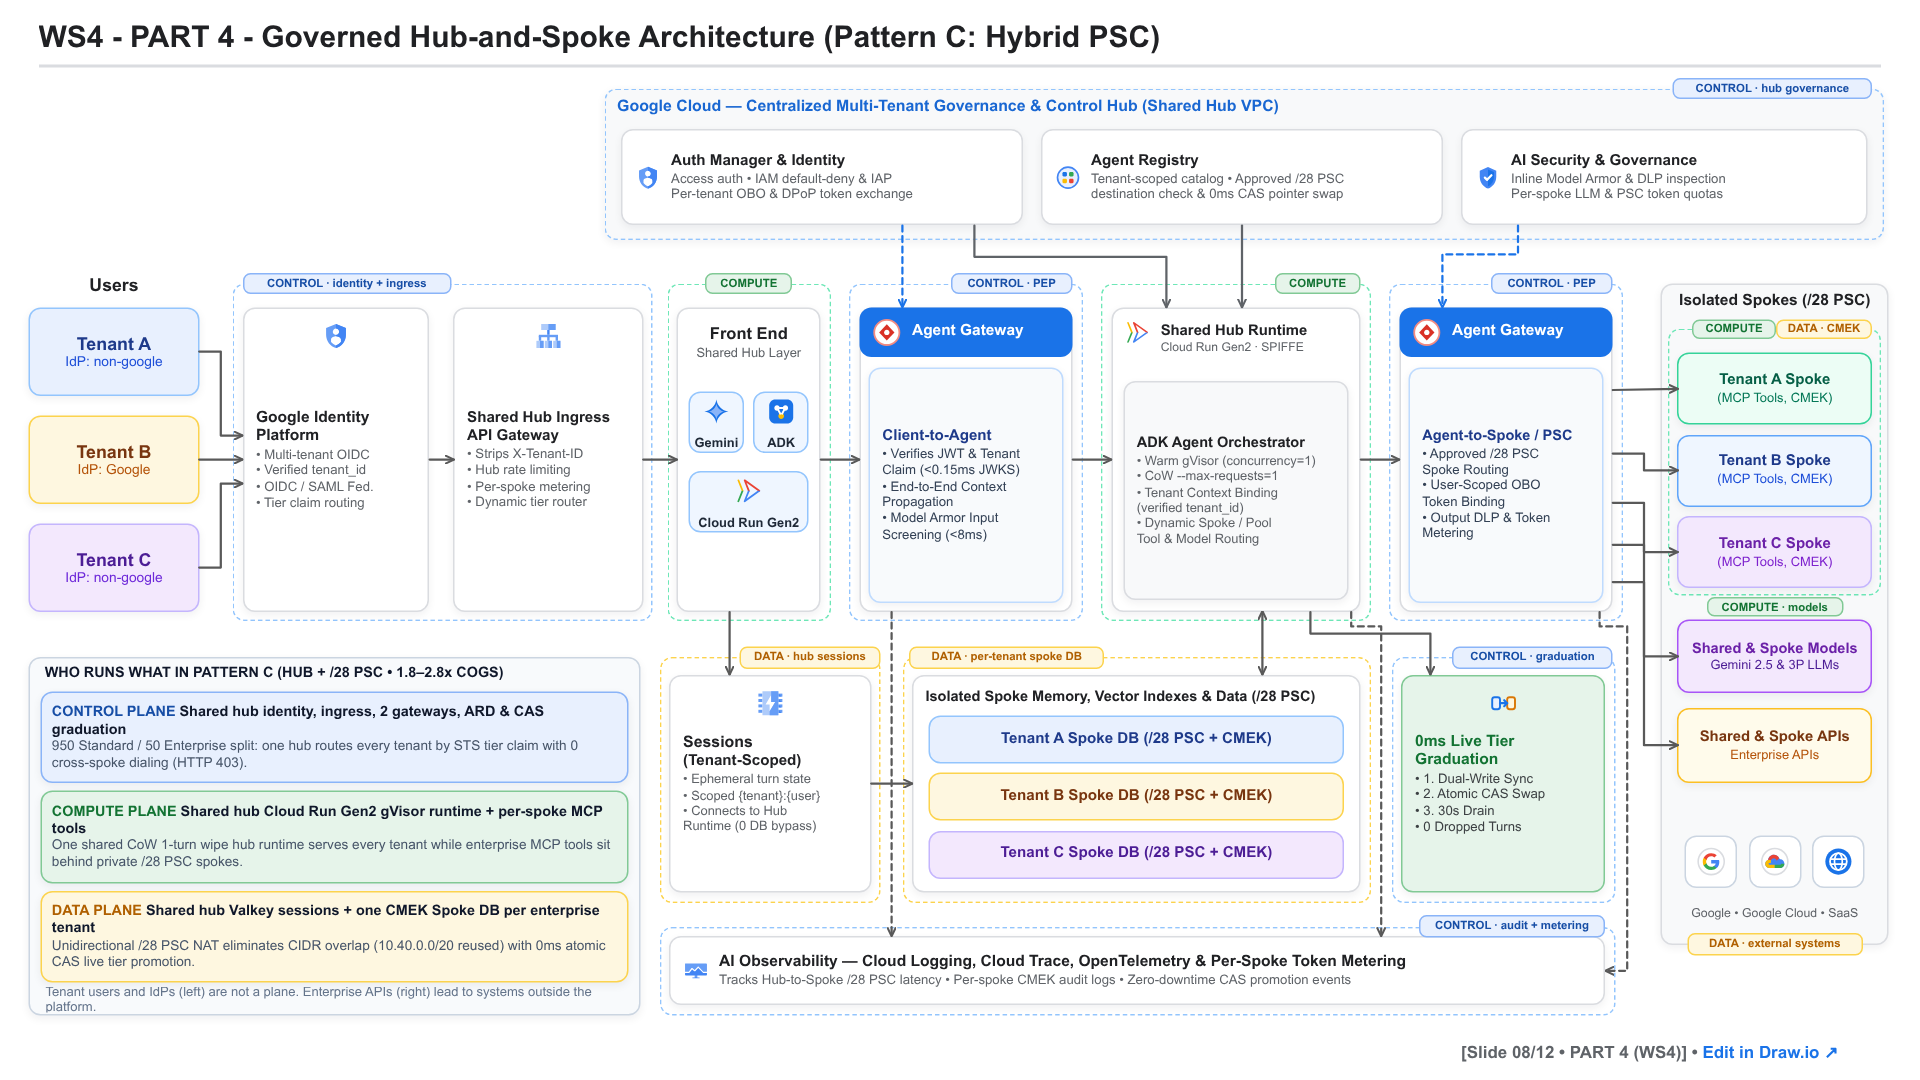 WS4 - PART 4 - Governed Hub-and-Spoke Architecture (Pattern C: Hybrid PSC)
CONTROL · hub governance
Google Cloud — Centralized Multi-Tenant Governance & Control Hub (Shared Hub VPC)
Auth Manager & Identity
Access auth • IAM default-deny & IAP
Per-tenant OBO & DPoP token exchange
Agent Registry
Tenant-scoped catalog • Approved /28 PSC
destination check & 0ms CAS pointer swap
AI Security & Governance
Inline Model Armor & DLP inspection
Per-spoke LLM & PSC token quotas
Users
Tenant A
IdP: non-google
Tenant B
IdP: Google
Tenant C
IdP: non-google
CONTROL · identity + ingress
Google Identity
Platform
• Multi-tenant OIDC
• Verified tenant_id
• OIDC / SAML Fed.
• Tier claim routing
Shared Hub Ingress
API Gateway
• Strips X-Tenant-ID
• Hub rate limiting
• Per-spoke metering
• Dynamic tier router
COMPUTE
Front End
Shared Hub Layer
Gemini
ADK
Cloud Run Gen2
CONTROL · PEP
Agent Gateway
Client-to-Agent
• Verifies JWT & Tenant
Claim (<0.15ms JWKS)
• End-to-End Context
Propagation
• Model Armor Input
Screening (<8ms)
COMPUTE
Shared Hub Runtime
Cloud Run Gen2 · SPIFFE
ADK Agent Orchestrator
• Warm gVisor (concurrency=1)
• CoW --max-requests=1
• Tenant Context Binding
(verified tenant_id)
• Dynamic Spoke / Pool
Tool & Model Routing
CONTROL · PEP
Agent Gateway
Agent-to-Spoke / PSC
• Approved /28 PSC
Spoke Routing
• User-Scoped OBO
Token Binding
• Output DLP & Token
Metering
Isolated Spokes (/28 PSC)
COMPUTE
DATA · CMEK
Tenant A Spoke
(MCP Tools, CMEK)
Tenant B Spoke
(MCP Tools, CMEK)
Tenant C Spoke
(MCP Tools, CMEK)
COMPUTE · models
Shared & Spoke Models
Gemini 2.5 & 3P LLMs
Shared & Spoke APIs
Enterprise APIs
Google • Google Cloud • SaaS
DATA · external systems
WHO RUNS WHAT IN PATTERN C (HUB + /28 PSC • 1.8–2.8x COGS)
CONTROL PLANE Shared hub identity, ingress, 2 gateways, ARD & CAS
graduation
950 Standard / 50 Enterprise split: one hub routes every tenant by STS tier claim with 0
cross-spoke dialing (HTTP 403).
COMPUTE PLANE Shared hub Cloud Run Gen2 gVisor runtime + per-spoke MCP
tools
One shared CoW 1-turn wipe hub runtime serves every tenant while enterprise MCP tools sit
behind private /28 PSC spokes.
DATA PLANE Shared hub Valkey sessions + one CMEK Spoke DB per enterprise
tenant
Unidirectional /28 PSC NAT eliminates CIDR overlap (10.40.0.0/20 reused) with 0ms atomic
CAS live tier promotion.
Tenant users and IdPs (left) are not a plane. Enterprise APIs (right) lead to systems outside the
platform.
DATA · hub sessions
Sessions
(Tenant-Scoped)
• Ephemeral turn state
• Scoped {tenant}:{user}
• Connects to Hub
Runtime (0 DB bypass)
DATA · per-tenant spoke DB
Isolated Spoke Memory, Vector Indexes & Data (/28 PSC)
Tenant A Spoke DB (/28 PSC + CMEK)
Tenant B Spoke DB (/28 PSC + CMEK)
Tenant C Spoke DB (/28 PSC + CMEK)
CONTROL · graduation
0ms Live Tier
Graduation
• 1. Dual-Write Sync
• 2. Atomic CAS Swap
• 3. 30s Drain
• 0 Dropped Turns
CONTROL · audit + metering
AI Observability — Cloud Logging, Cloud Trace, OpenTelemetry & Per-Spoke Token Metering
Tracks Hub-to-Spoke /28 PSC latency • Per-spoke CMEK audit logs • Zero-downtime CAS promotion events
[Slide 08/12 • PART 4 (WS4)] • Edit in Draw.io ↗